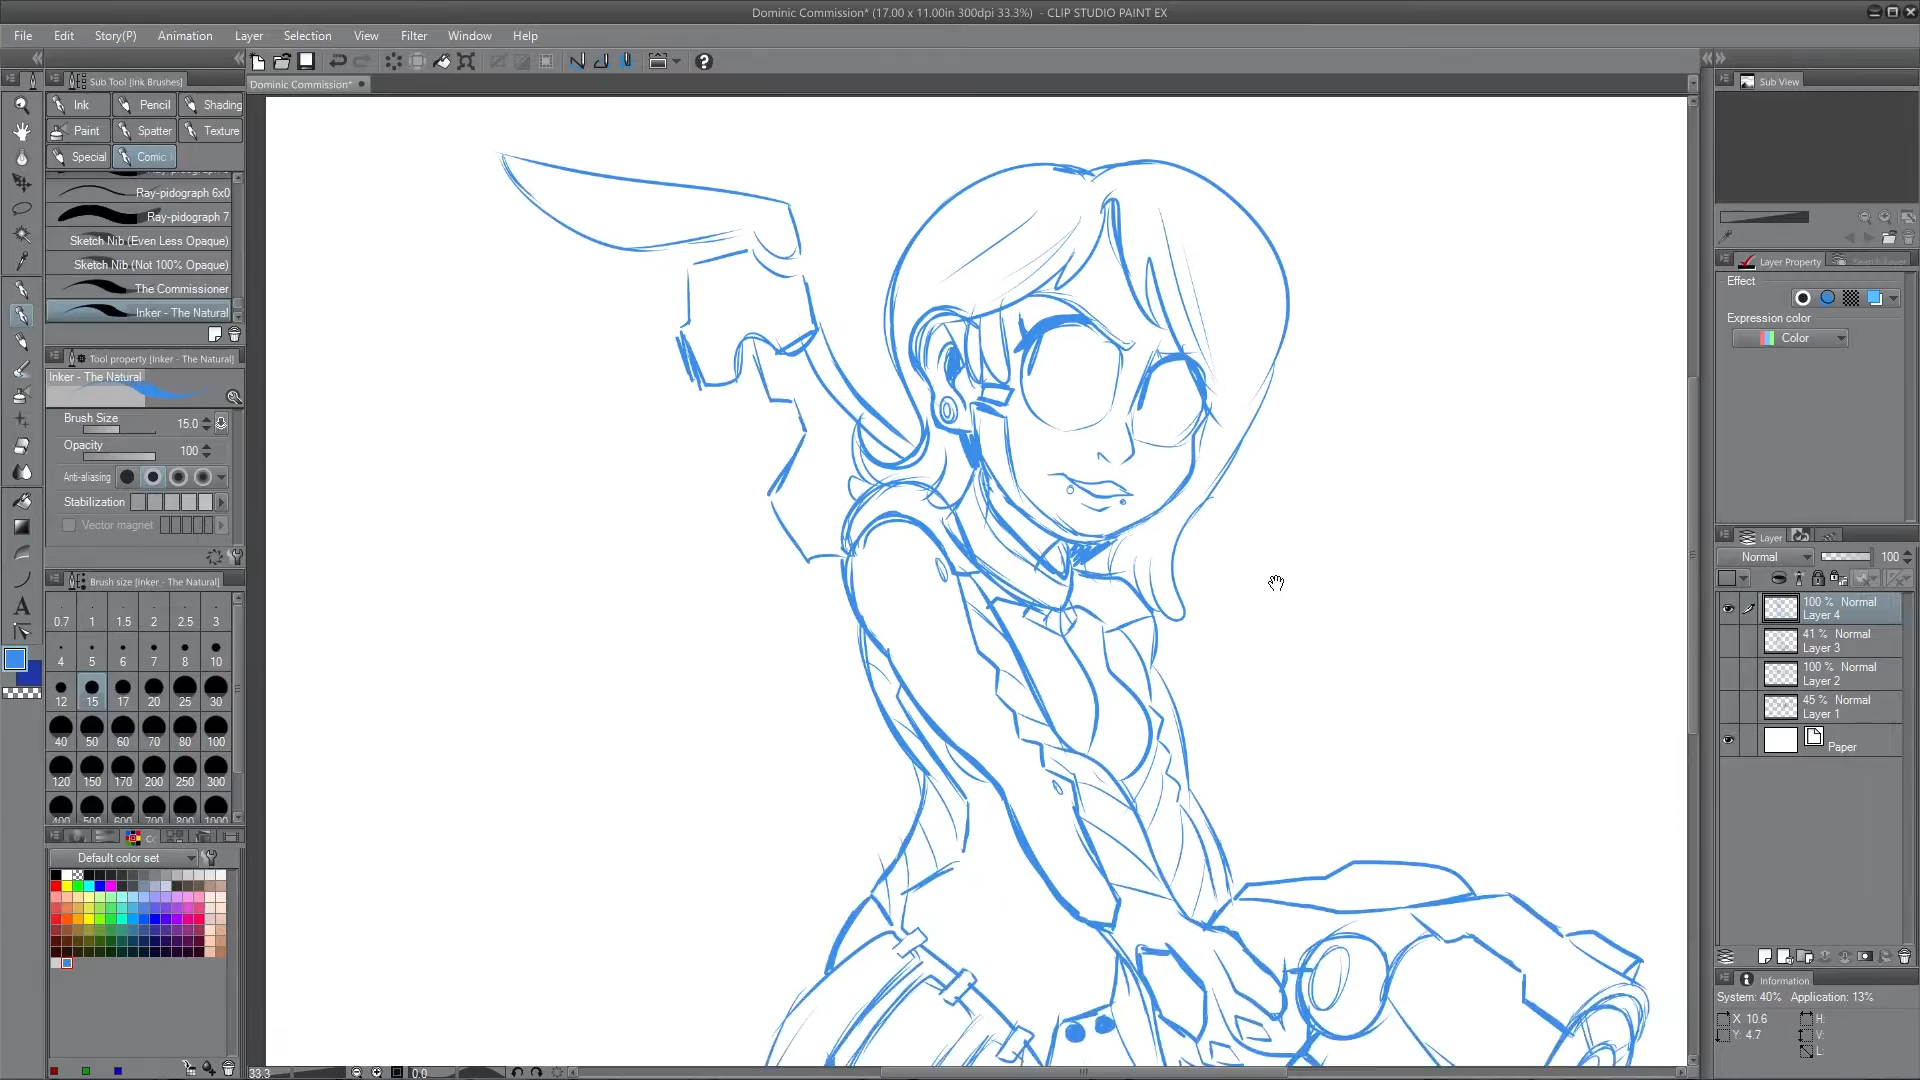 Dominic Commission* (17.00 x 11.00in 300dpi 33.3%) - CLIP STUDIO PAINT EX
File Edit Story(P) Animation Layer Selection View Filter Window Help
Sub Tool [Ink Brushes]
Dominic Commission*
Sub View
Ink Pencil Shading
Paint Spatter Texture
Special Comic
Ray-pidograph 6x0
Ray-pidograph 7
Sketch Nib (Even Less Opaque)
Sketch Nib (Not 100% Opaque)
The Commissioner
Inker - The Natural
Tool property [Inker - The Natural]
Inker - The Natural
Brush Size 15.0
Opacity 100
Anti-aliasing
Stabilization
Vector magnet
Brush size [Inker - The Natural]
0.7 1 1.5 2 2.5 3
4 5 6 7 8 10
12 15 17 20 25 30
40 50 60 70 80 100
120 150 170 200 250 300
400 500 600 700 800 1000
Default color set
33.3 0.0
Layer Property
Effect
Expression color
Color
Layer
Normal 100
100 % Normal
Layer 4
41 % Normal
Layer 3
100 % Normal
Layer 2
45 % Normal
Layer 1
Paper
Information
System: 40% Application: 13%
X 10.6 H:
Y: 4.7 V:
L: